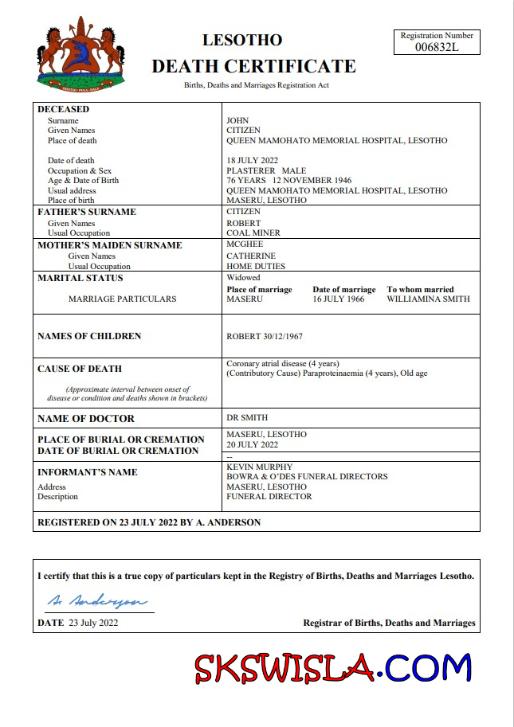 LESOTHO
DEATH CERTIFICATE
Births, Deaths and Marriages Registration Act
Registration Number
006832L
DECEASED
Surname JOHN
Given Names CITIZEN
Place of death QUEEN MAMOHATO MEMORIAL HOSPITAL, LESOTHO
Date of death 18 JULY 2022
Occupation & Sex PLASTERER MALE
Age & Date of Birth 76 YEARS 12 NOVEMBER 1946
Usual address QUEEN MAMOHATO MEMORIAL HOSPITAL, LESOTHO
Place of birth MASERU, LESOTHO
FATHER'S SURNAME CITIZEN
Given Names ROBERT
Usual Occupation COAL MINER
MOTHER'S MAIDEN SURNAME MCGHEE
Given Names CATHERINE
Usual Occupation HOME DUTIES
MARITAL STATUS Widowed
Place of marriage Date of marriage To whom married
MARRIAGE PARTICULARS MASERU 16 JULY 1966 WILLIAMINA SMITH
NAMES OF CHILDREN ROBERT 30/12/1967
CAUSE OF DEATH Coronary atrial disease (4 years)
(Contributory Cause) Paraproteinaemia (4 years), Old age
(Approximate interval between onset of
disease or condition and deaths shown in brackets)
NAME OF DOCTOR DR SMITH
PLACE OF BURIAL OR CREMATION MASERU, LESOTHO
DATE OF BURIAL OR CREMATION 20 JULY 2022
--
INFORMANT'S NAME KEVIN MURPHY
BOWRA & O'DES FUNERAL DIRECTORS
Address MASERU, LESOTHO
Description FUNERAL DIRECTOR
REGISTERED ON 23 JULY 2022 BY A. ANDERSON
I certify that this is a true copy of particulars kept in the Registry of Births, Deaths and Marriages Lesotho.
A. Anderson
DATE 23 July 2022 Registrar of Births, Deaths and Marriages
SKSWISLA.COM